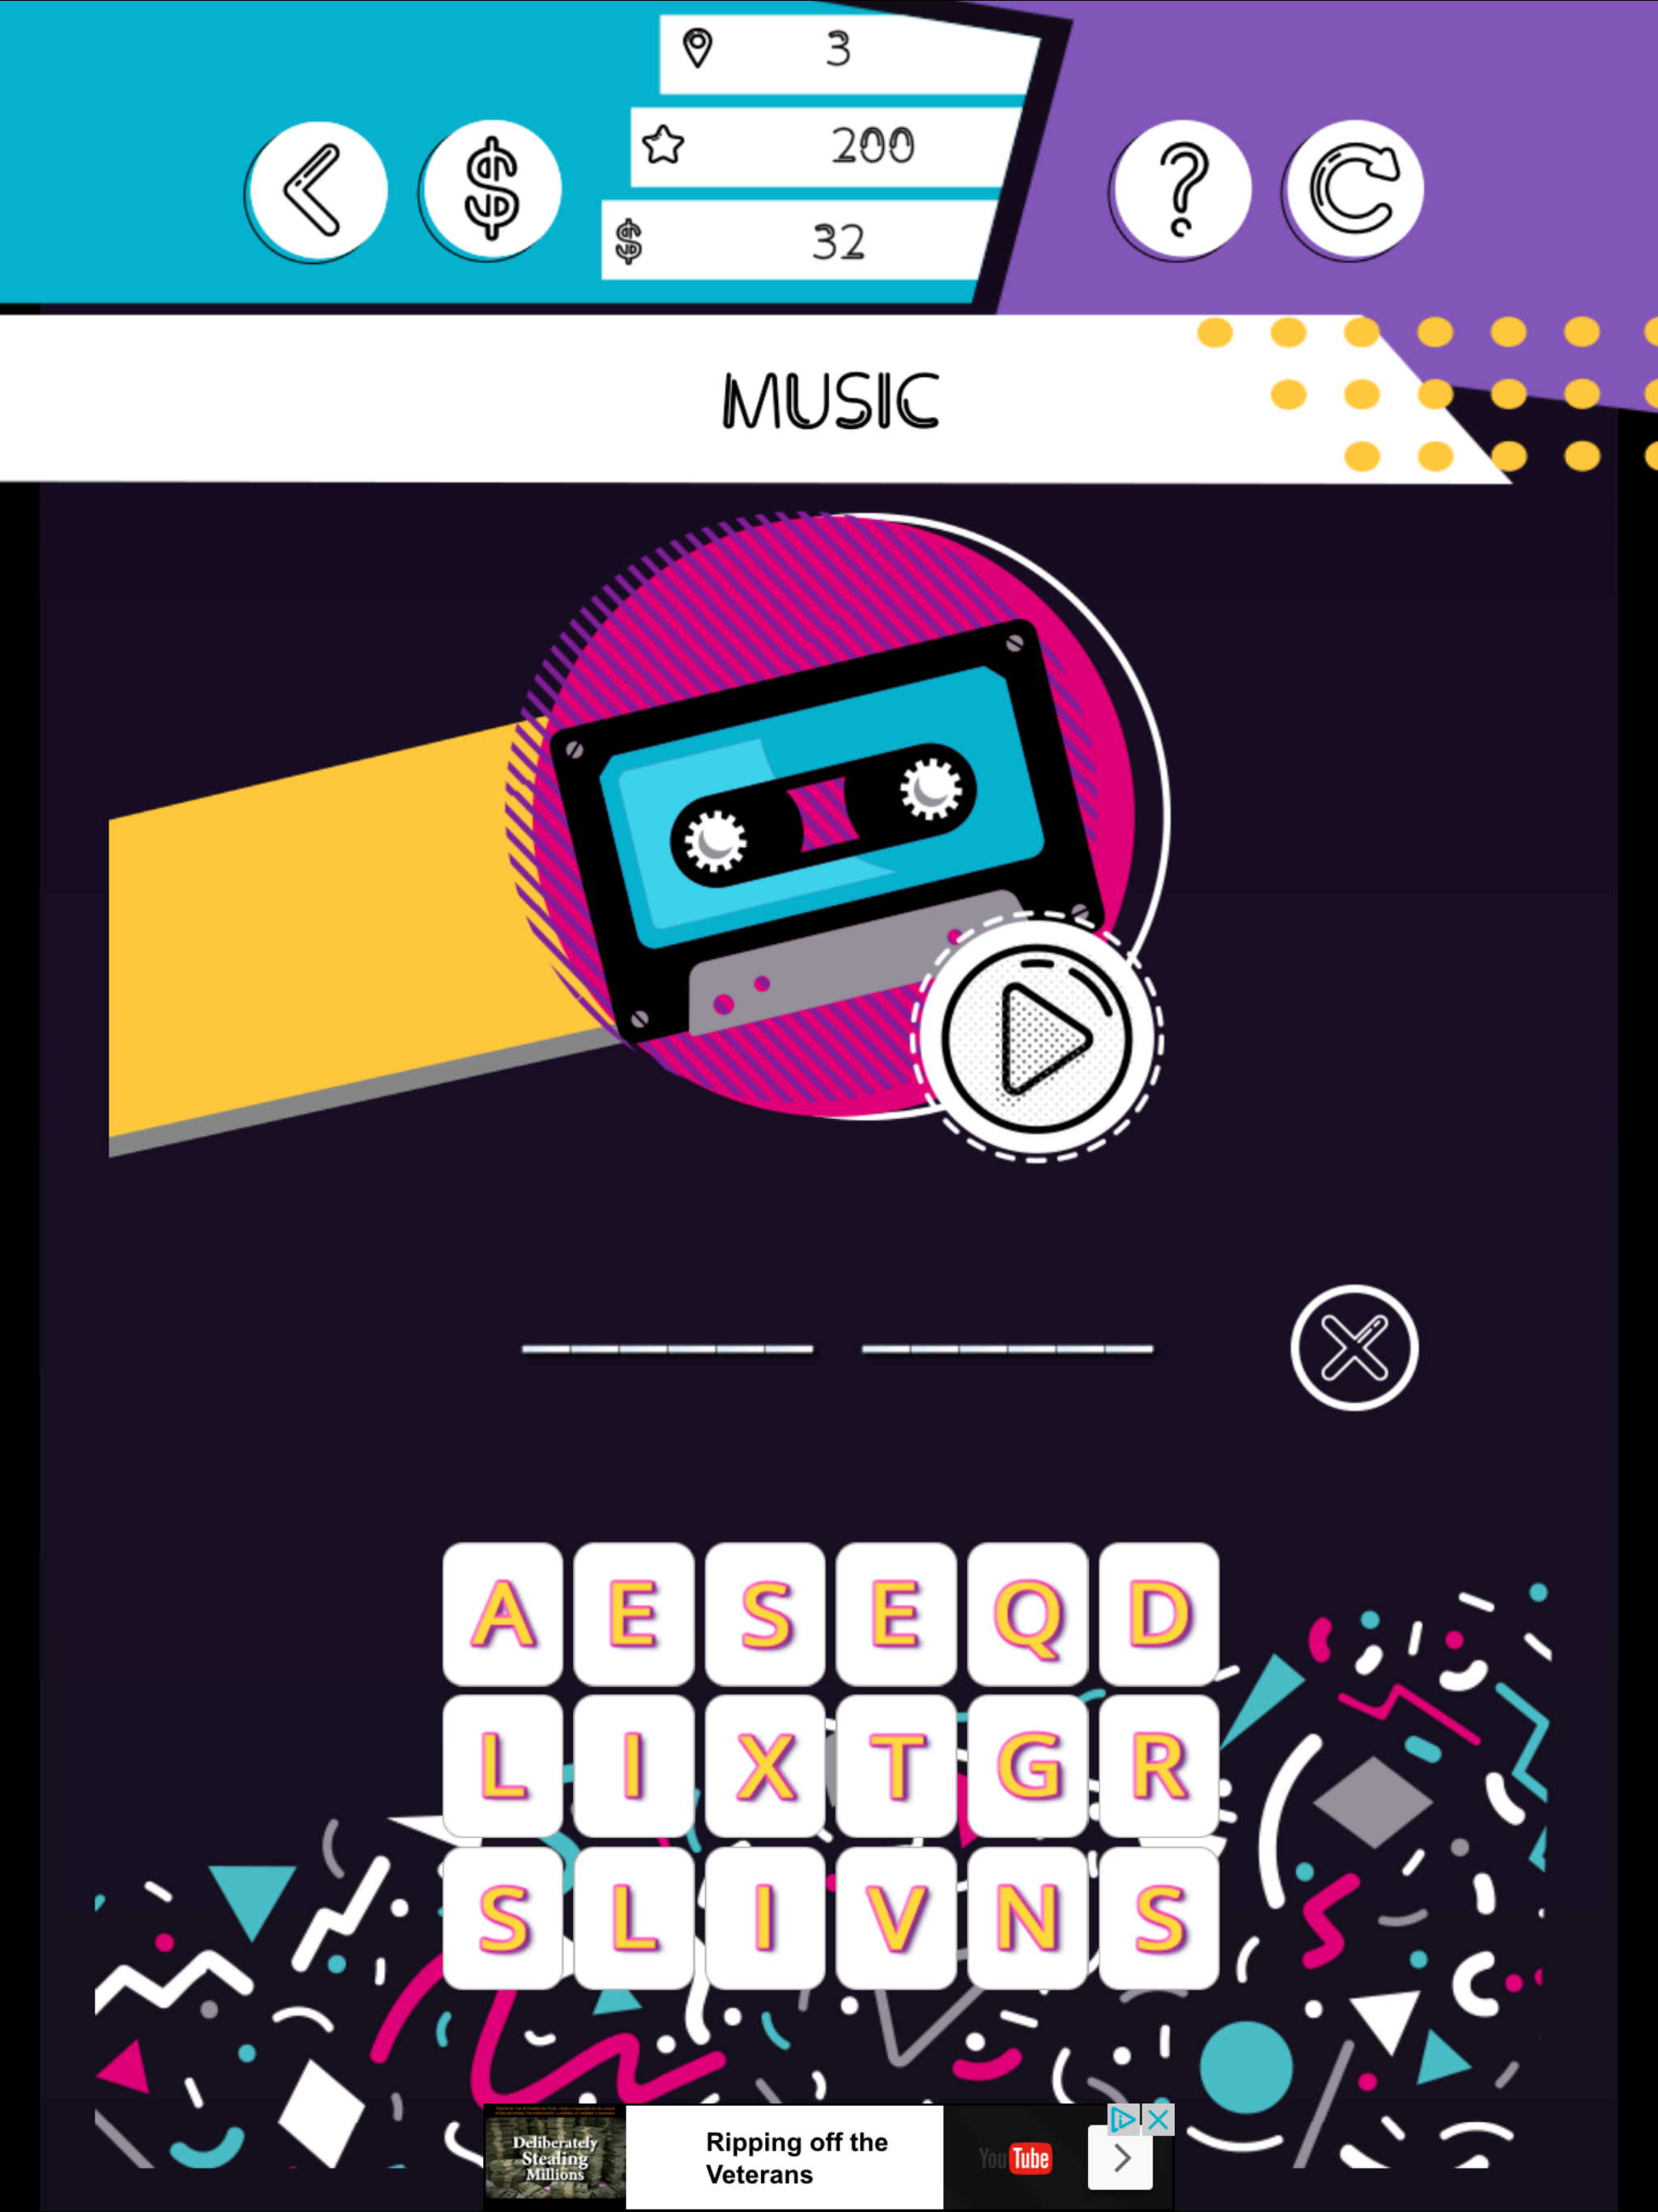 3
200
$ 32
$
?
MUSIC
A E S E Q D
L I X T G R
S L I V N S
Deliberately
Stealing
Millions
Ripping off the
Veterans
YouTube